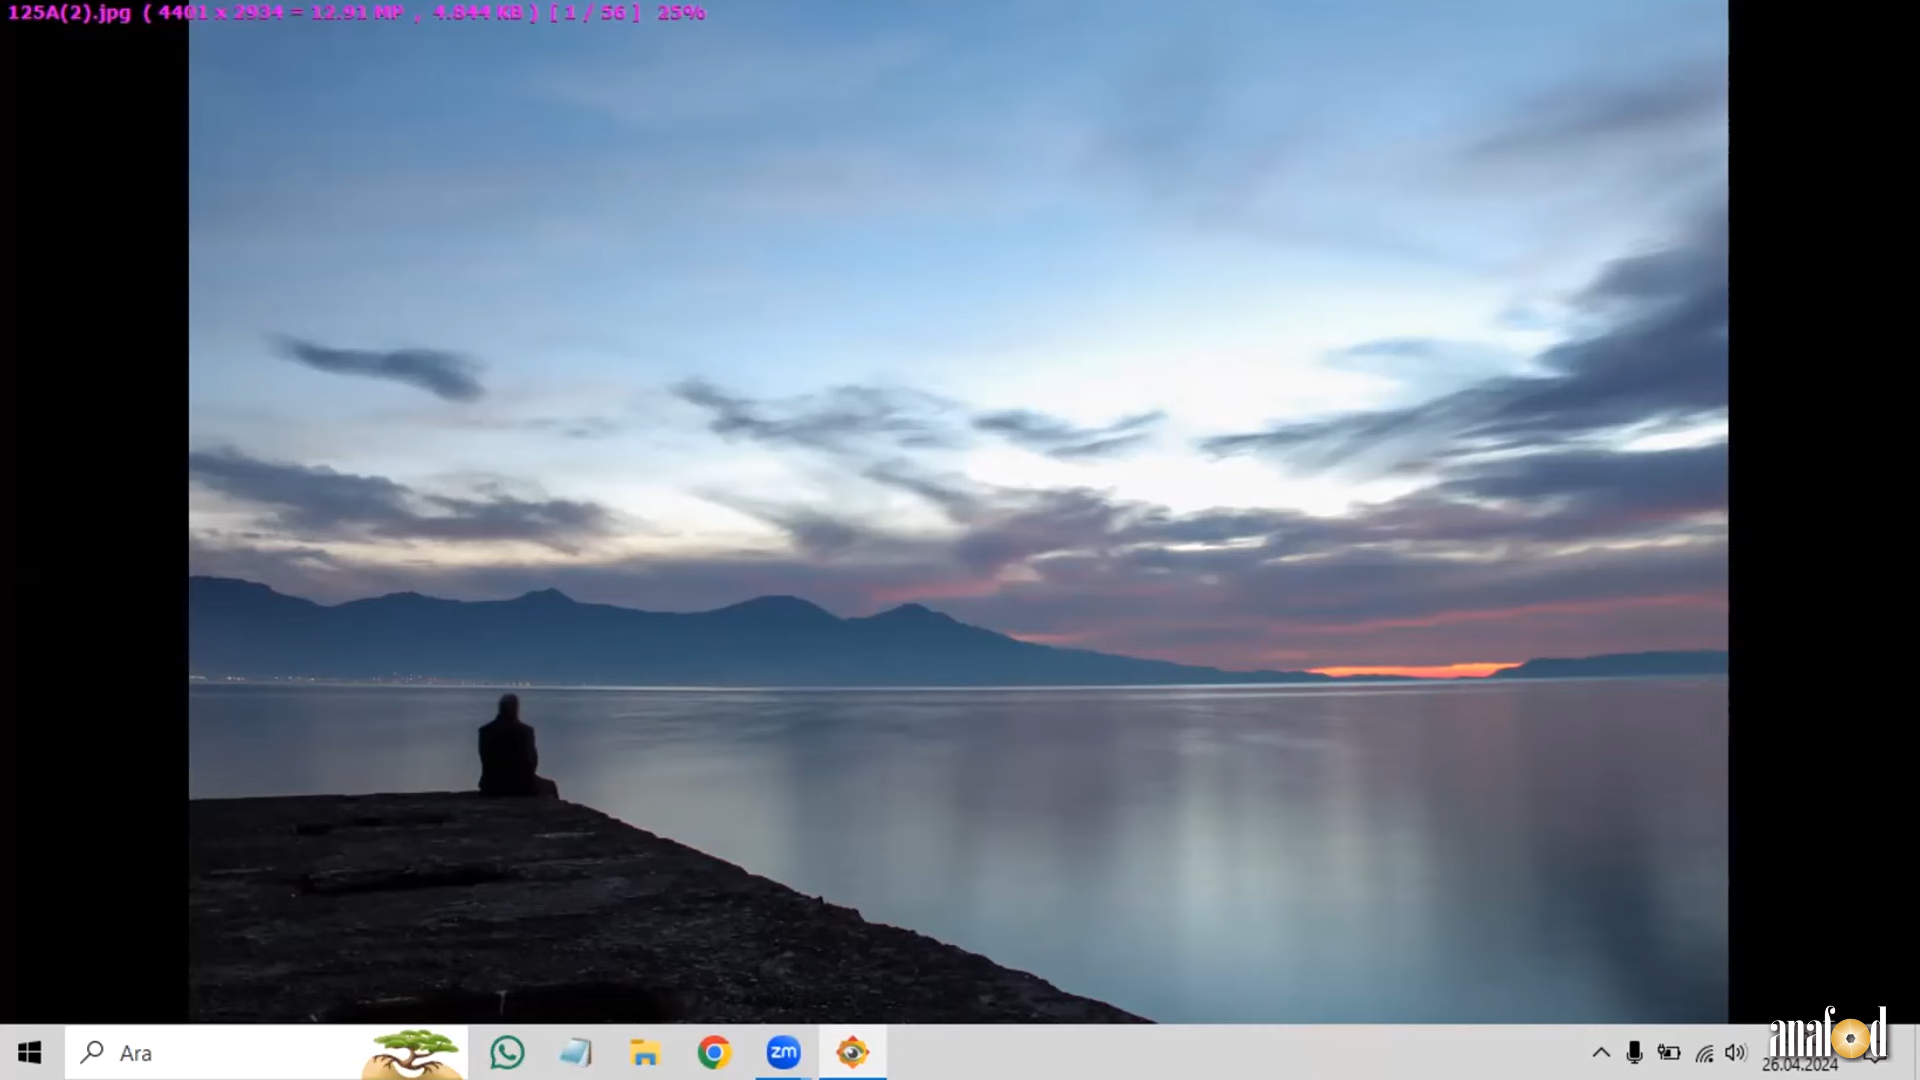 125A(2).jpg ( 4401 x 2934 = 12.91 MP , 4.844 KB ) [ 1 / 56 ] 25%
Ara
zm
anafod
26.04.2024